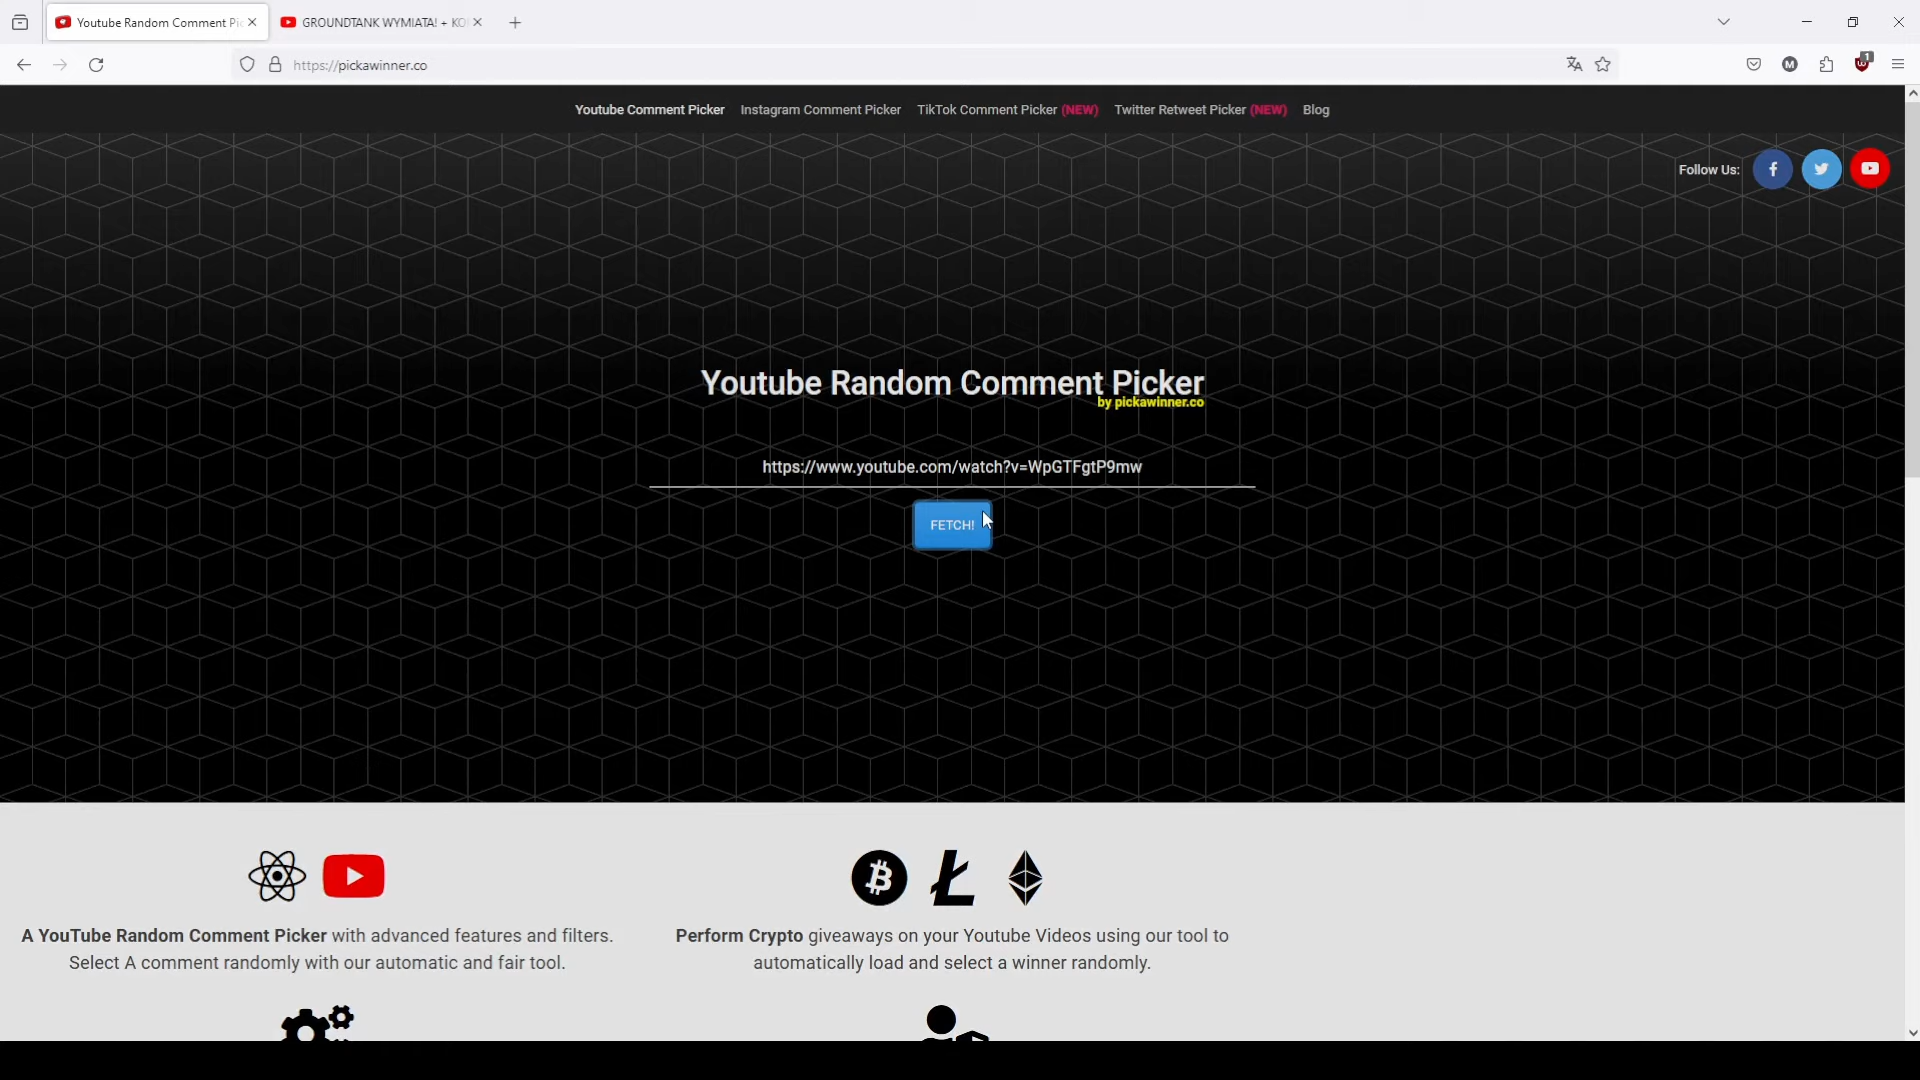 Youtube Random Comment Pi
GROUNDTANK WYMIATA! + KO
https://pickawinner.co
M
1
Youtube Comment Picker Instagram Comment Picker TikTok Comment Picker (NEW) Twitter Retweet Picker (NEW) Blog
Follow Us:
Youtube Random Comment Picker
by pickawinner.co
https://www.youtube.com/watch?v=WpGTFgtP9mw
FETCH!
A YouTube Random Comment Picker with advanced features and filters.
Select A comment randomly with our automatic and fair tool.
Perform Crypto giveaways on your Youtube Videos using our tool to
automatically load and select a winner randomly.